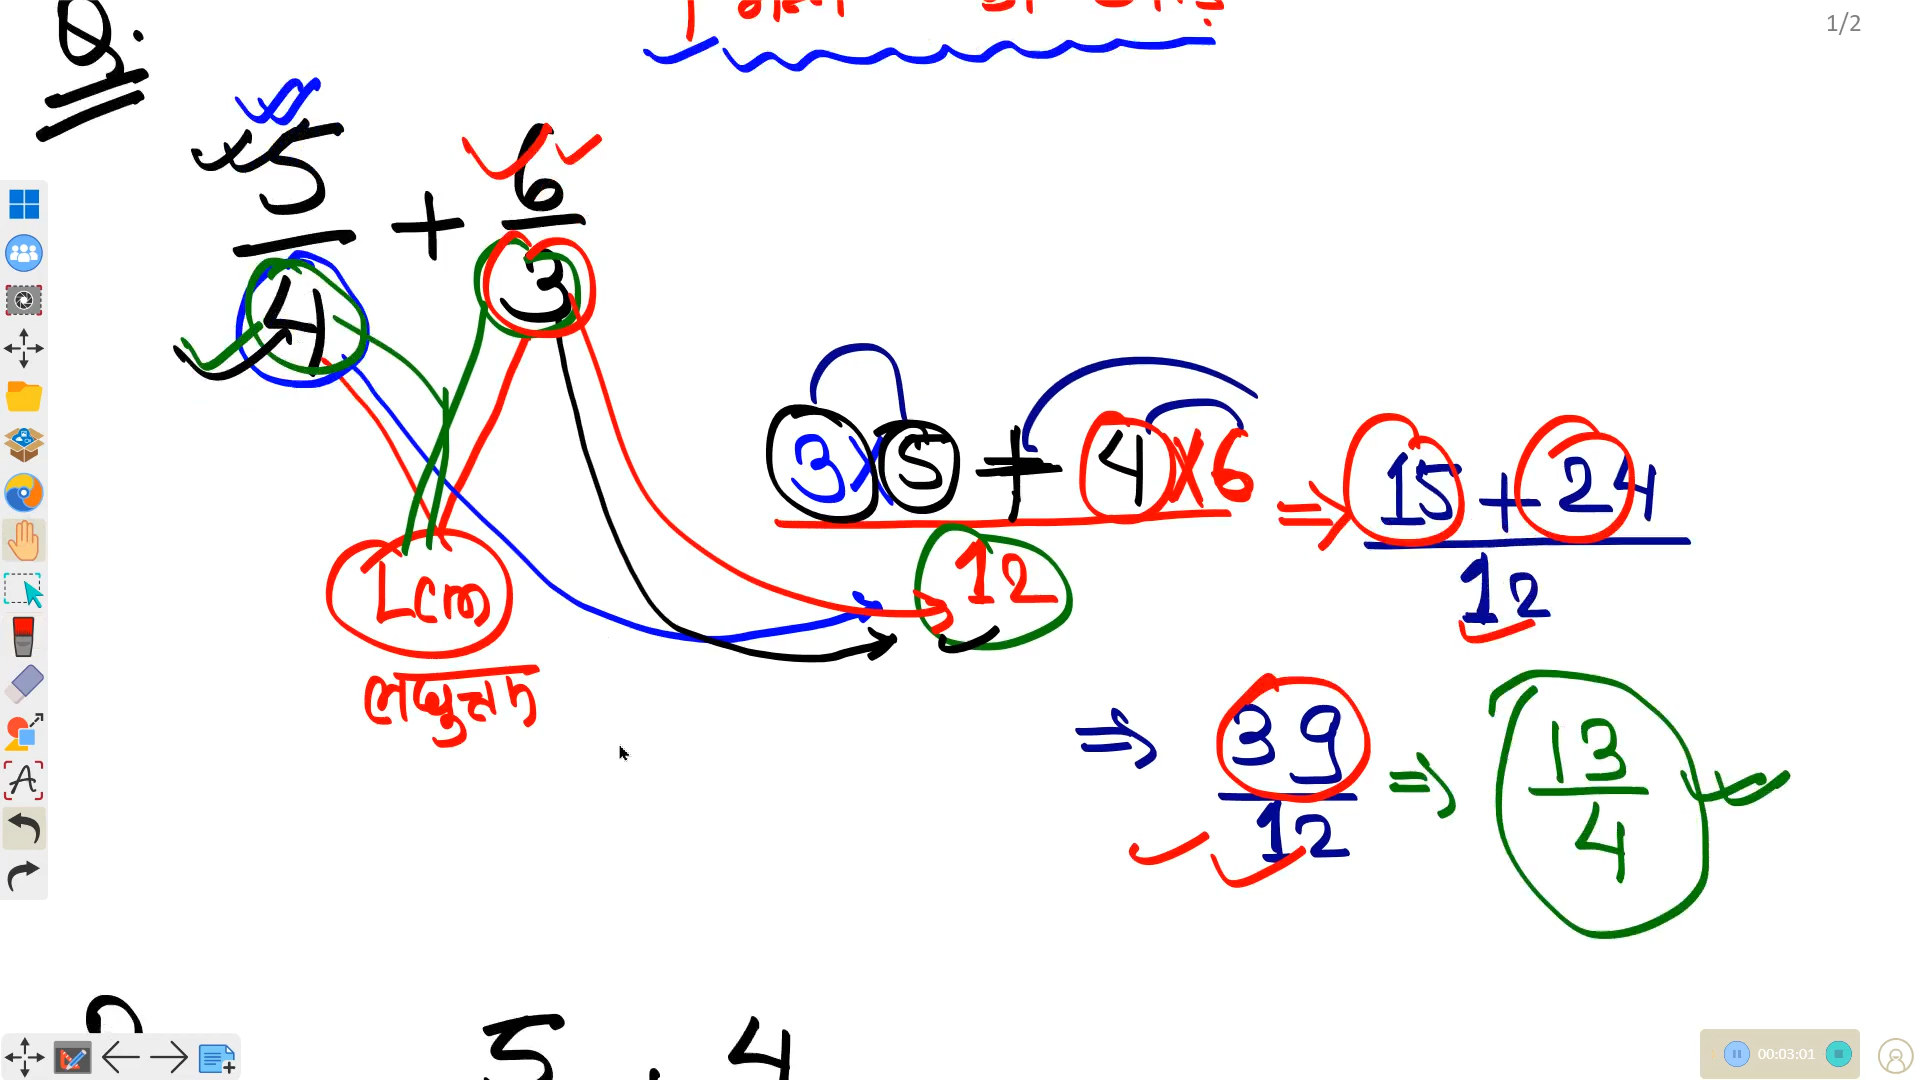 1/2
Q.
5/4 + 6/3
3×5 + 4×6 / 12 ⇒ 15 + 24 / 12
Lcm
⇒ 39/12 ⇒ 13/4
5 4
00:03:01